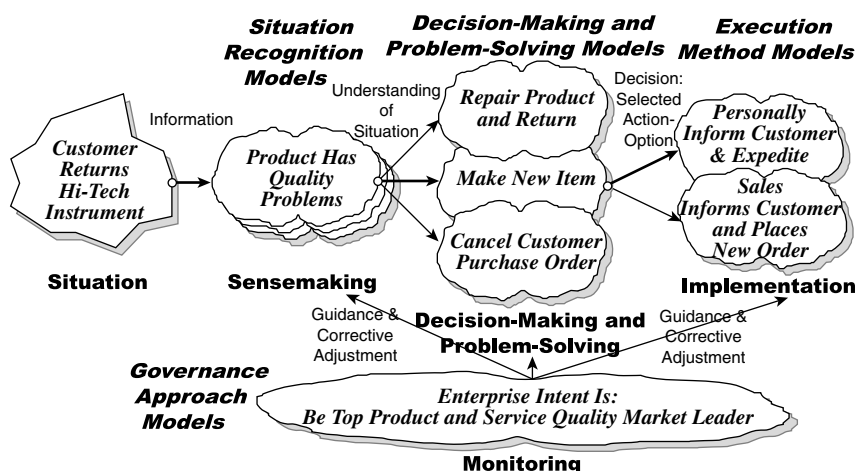 Situation
Recognition
Models
Decision-Making and
Problem-Solving Models
Execution
Method Models
Customer
Returns
Hi-Tech
Instrument
Situation
Information
Product Has
Quality
Problems
Sensemaking
Understanding
of
Situation
Repair Product
and Return
Make New Item
Cancel Customer
Purchase Order
Decision-Making and
Problem-Solving
Decision:
Selected
Action-
Option
Personally
Inform Customer
& Expedite
Sales
Informs Customer
and Places
New Order
Implementation
Guidance &
Corrective
Adjustment
Guidance &
Corrective
Adjustment
Governance
Approach
Models
Enterprise Intent Is:
Be Top Product and Service Quality Market Leader
Monitoring